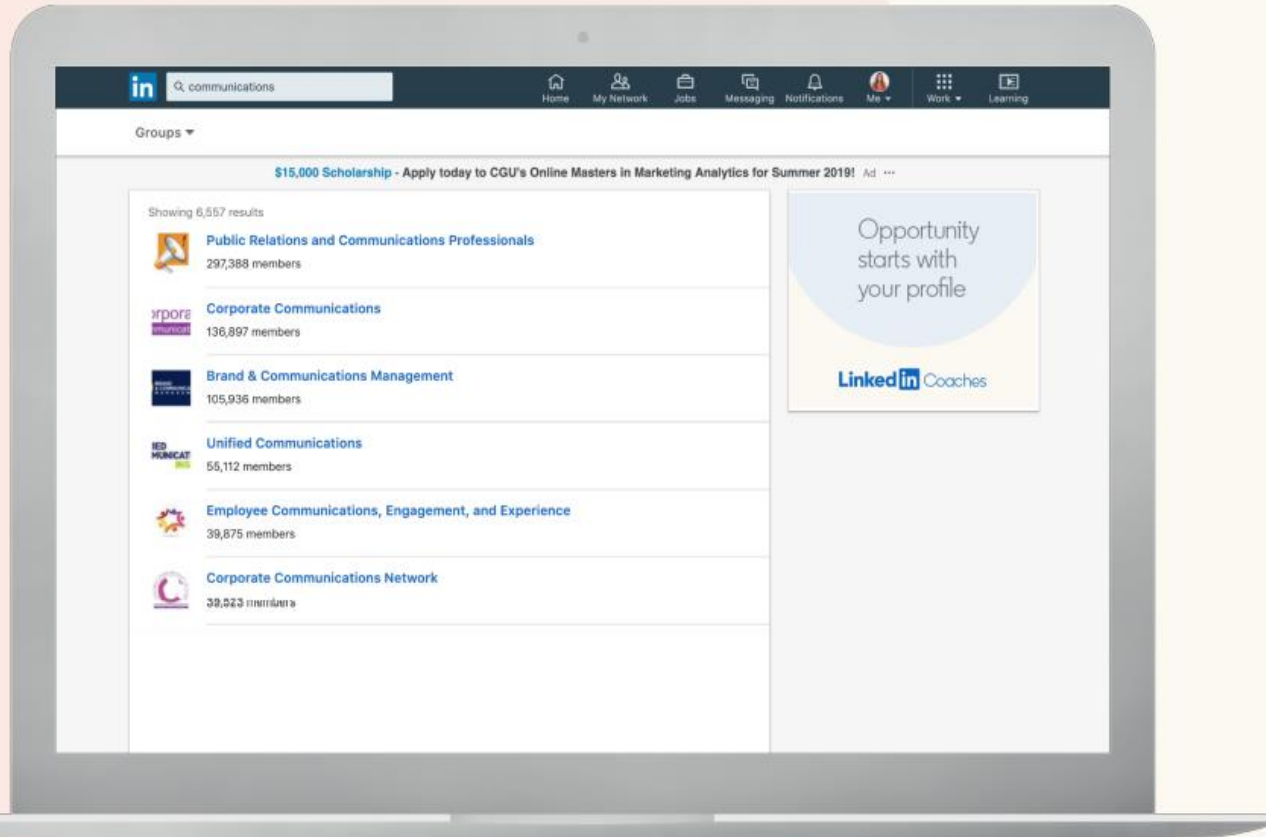 in
communications
Home My Network Jobs Messaging Notifications Me Work Learning
Groups
$15,000 Scholarship - Apply today to CGU's Online Masters in Marketing Analytics for Summer 2019! Ad ...
Showing 6,557 results
Public Relations and Communications Professionals
297,388 members
Corporate Communications
136,897 members
Brand & Communications Management
105,936 members
IED
MUNICAT
Unified Communications
55,112 members
Employee Communications, Engagement, and Experience
39,875 members
Corporate Communications Network
members
Opportunity
starts with
your profile
Linked in Coaches